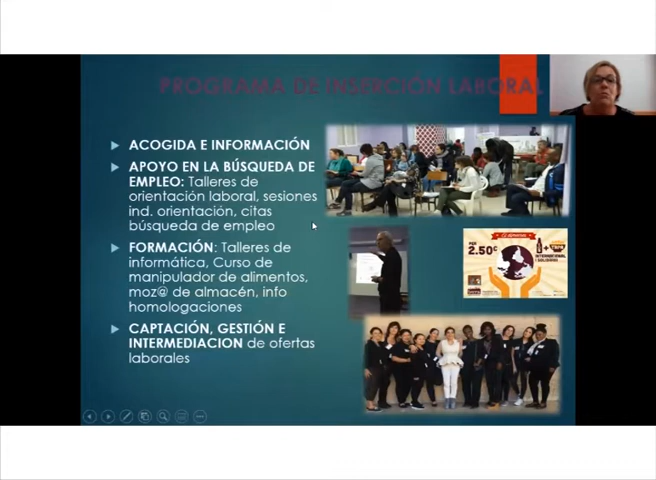 PROGRAMA DE INSERCIÓN LABORAL
ACOGIDA E INFORMACIÓN
APOYO EN LA BÚSQUEDA DE
EMPLEO: Talleres de
orientación laboral, sesiones
ind. orientación, citas
búsqueda de empleo
FORMACIÓN: Talleres de
informática, Curso de
manipulador de alimentos,
moz@ de almacén, info
homologaciones
CAPTACIÓN, GESTIÓN E
INTERMEDIACION de ofertas
laborales
PER
2.50€
INTERNACIONAL
I SOLIDARI